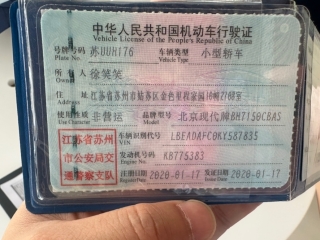 中华人民共和国机动车行驶证
Vehicle License of the People's Republic of China
号牌号码 苏UUH176 车辆类型 小型轿车
Plate No. Vehicle Type
所有人 徐笑笑
Owner
住址 江苏省苏州市姑苏区金色里程家园
Address
使用性质 非营运 品牌型号 北京现代牌BH7150CBAS
江苏省苏州市公安局交通警察支队
车辆识别代号 LBEADAFC0KY587835
VIN
发动机号码 KB775383
Engine No.
注册日期 2020-01-17 发证日期 2020-01-17
Register Date Issue Date